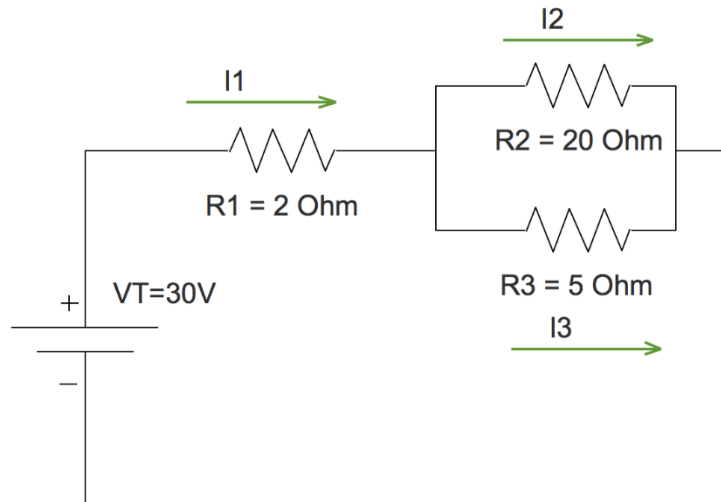 I2
I1
R2 = 20 Ohm
R1 = 2 Ohm
R3 = 5 Ohm
+
VT=30V
I3
−